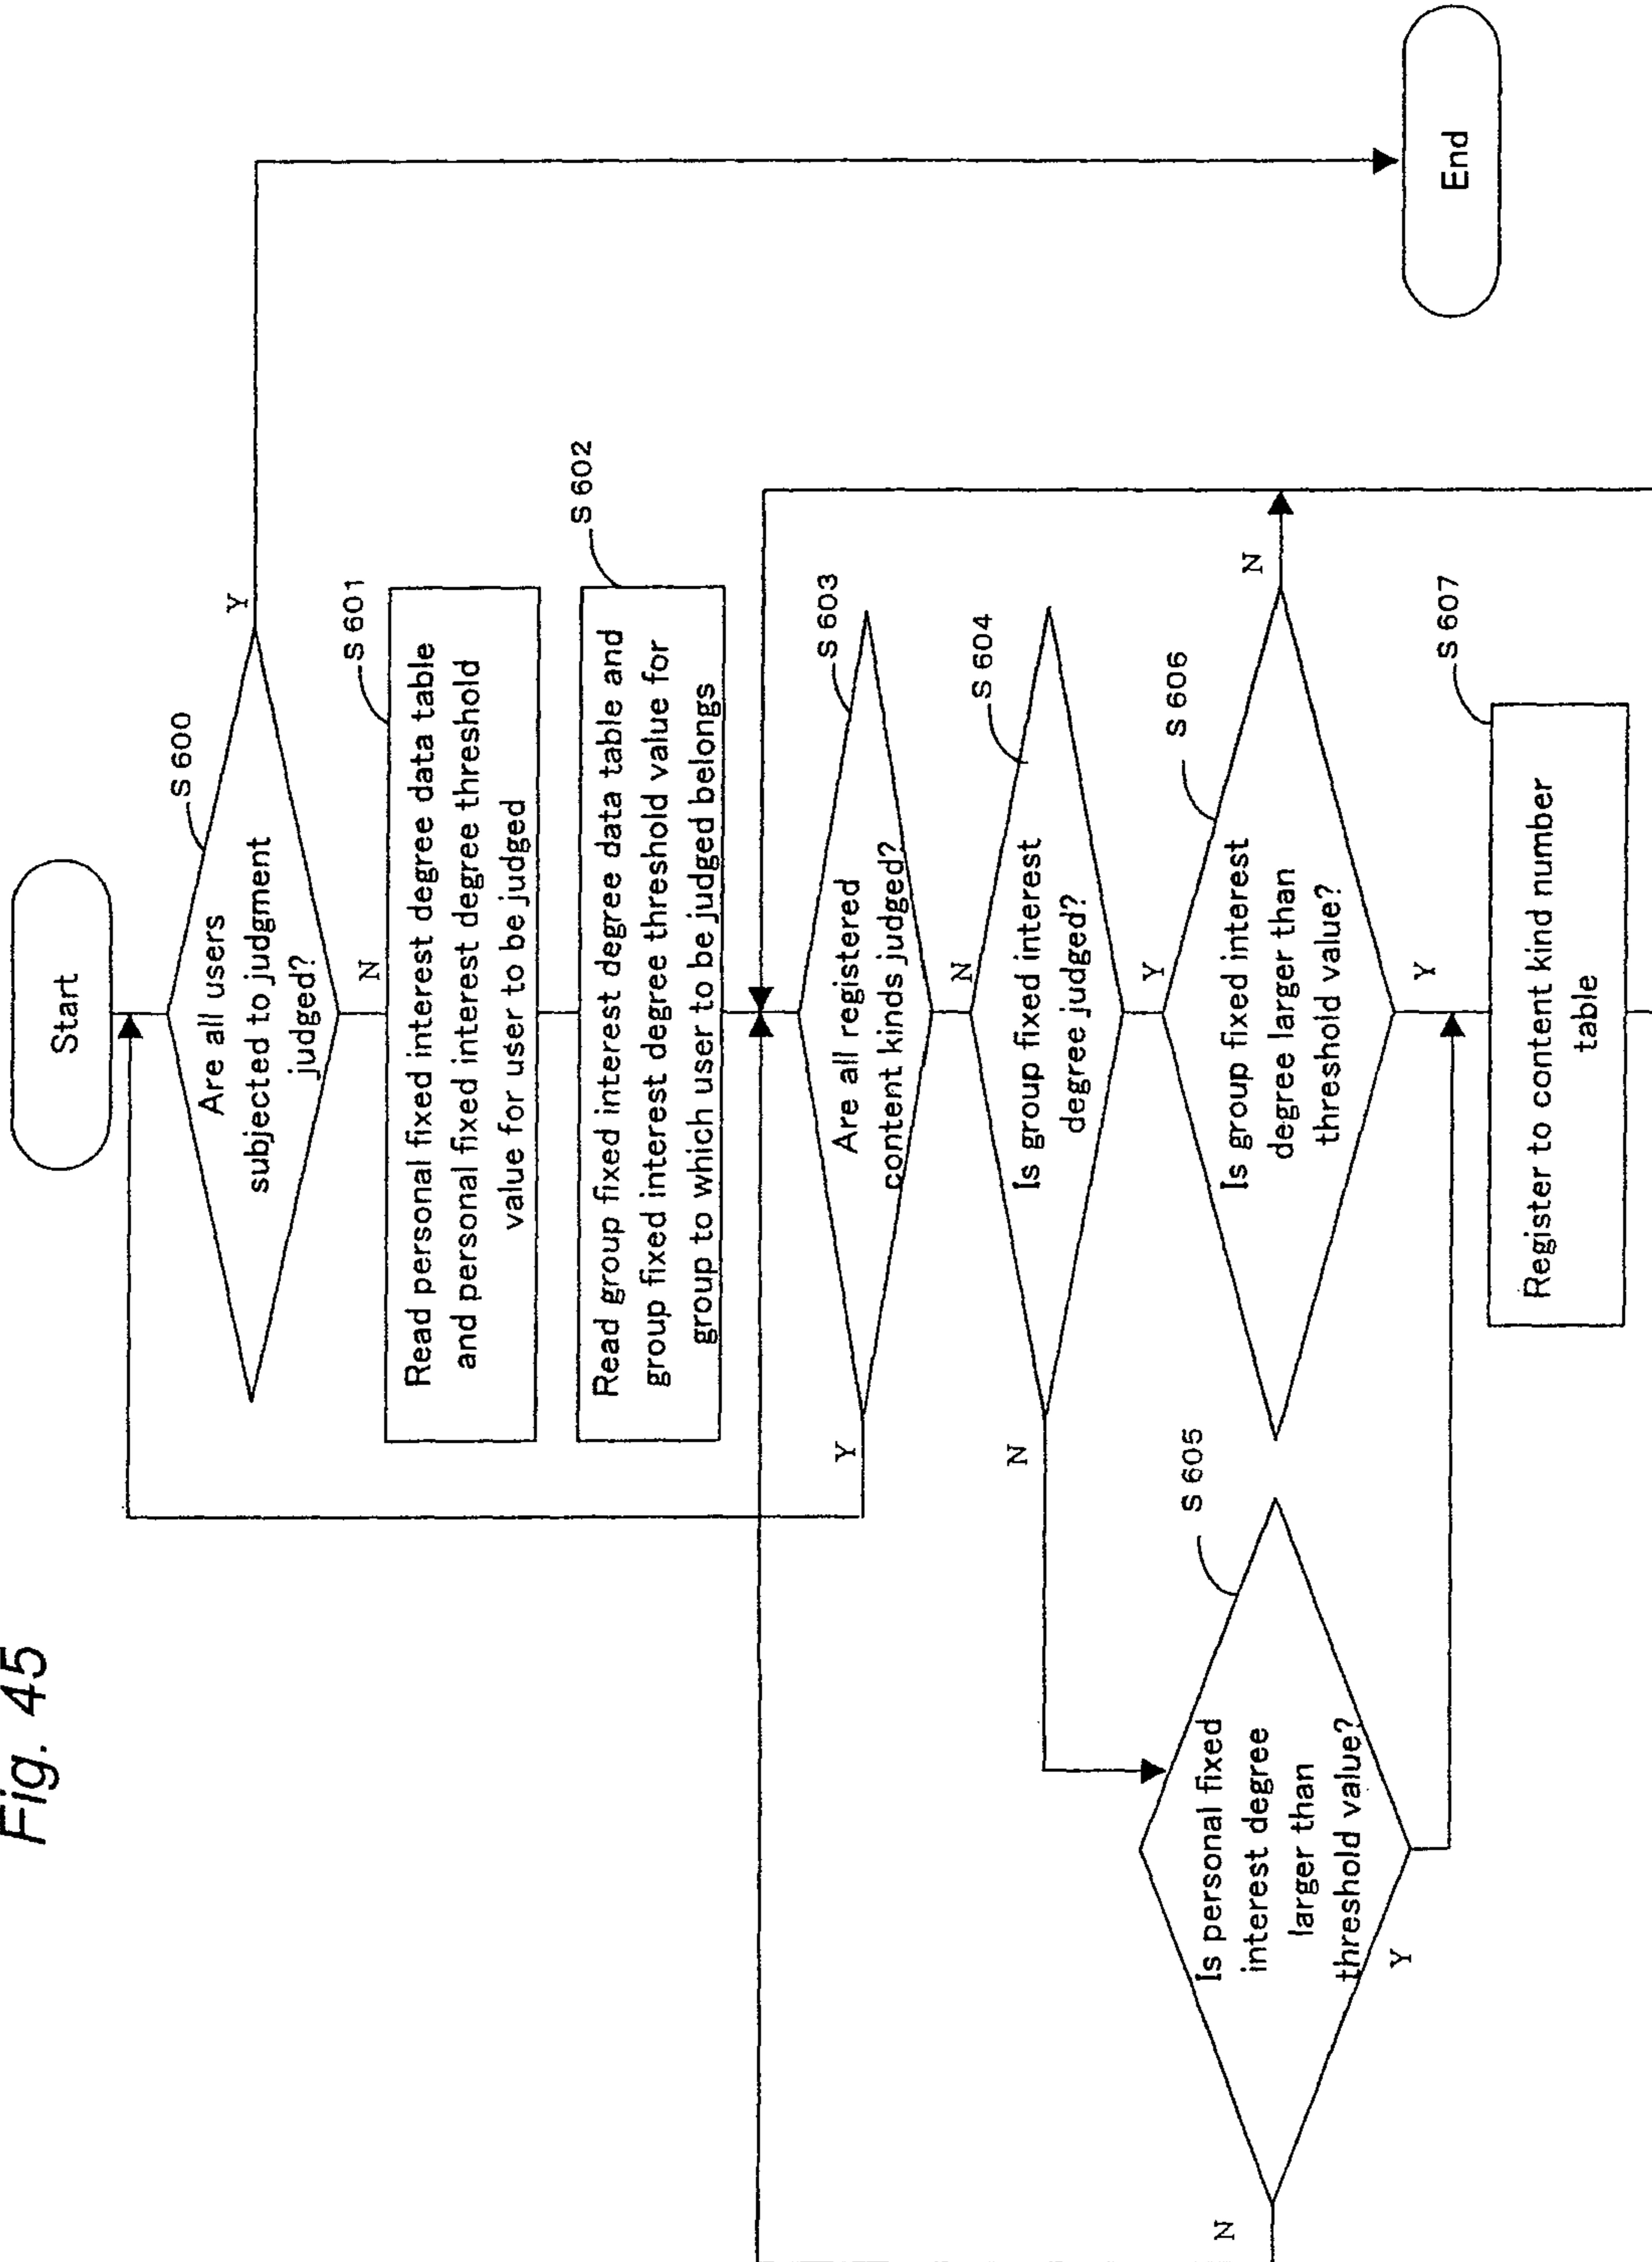 Fig. 45
Start
S 600
Are all users
subjected to judgment
judged?
Y
N
S 601
Read personal fixed interest degree data table
and personal fixed interest degree threshold
value for user to be judged
S 602
Read group fixed interest degree data table and
group fixed interest degree threshold value for
group to which user to be judged belongs
S 603
Are all registered
content kinds judged?
Y
N
S 604
Is group fixed interest
degree judged?
N
Y
S 605
Is personal fixed
interest degree
larger than
threshold value?
N
Y
S 606
Is group fixed interest
degree larger than
threshold value?
N
Y
S 607
Register to content kind number
table
End